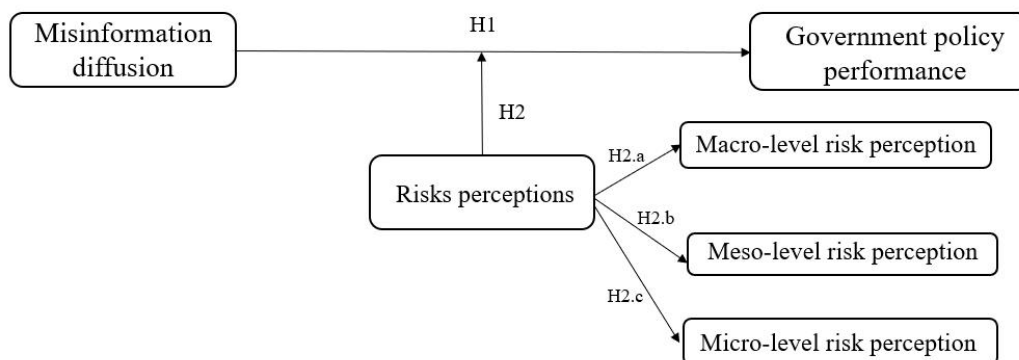 H1
Misinformation
diffusion
Government policy
performance
H2
Risks perceptions
H2.a
Macro-level risk perception
H2.b
Meso-level risk perception
H2.c
Micro-level risk perception